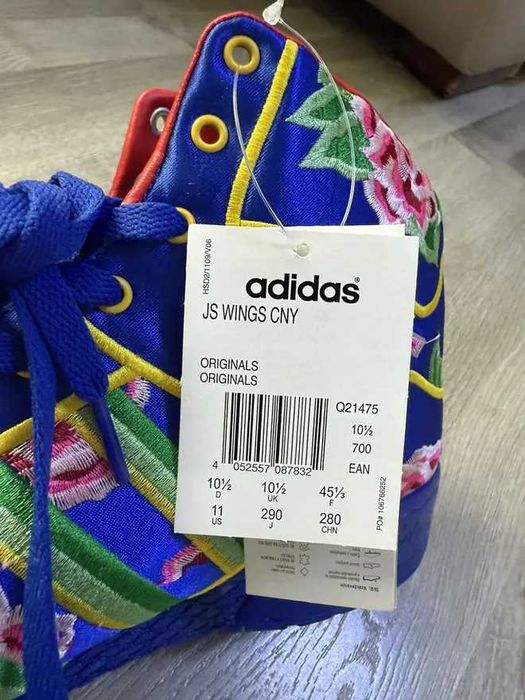 HSD2/1109/V06
adidas®
JS WINGS CNY
ORIGINALS
ORIGINALS
Q21475
10½
700
4 052557 087832
EAN
10½ 10½ 45⅓
D UK F
11 290 280
US J CHN
PO# 106766252